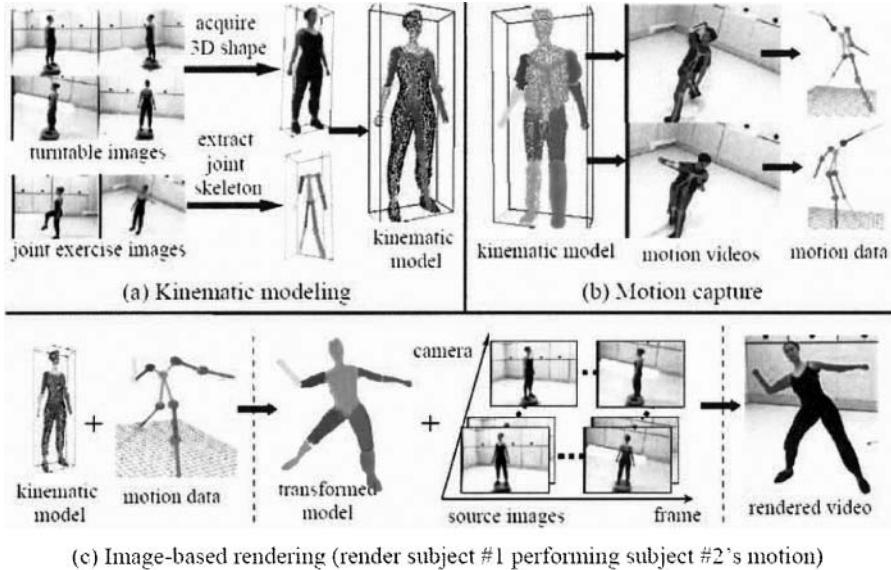 acquire
3D shape
turntable images
extract
joint
skeleton
joint exercise images
kinematic
model
(a) Kinematic modeling
kinematic model
motion videos
motion data
(b) Motion capture
camera
+
+
kinematic
model
motion data
transformed
model
source images
frame
rendered video
(c) Image-based rendering (render subject #1 performing subject #2's motion)